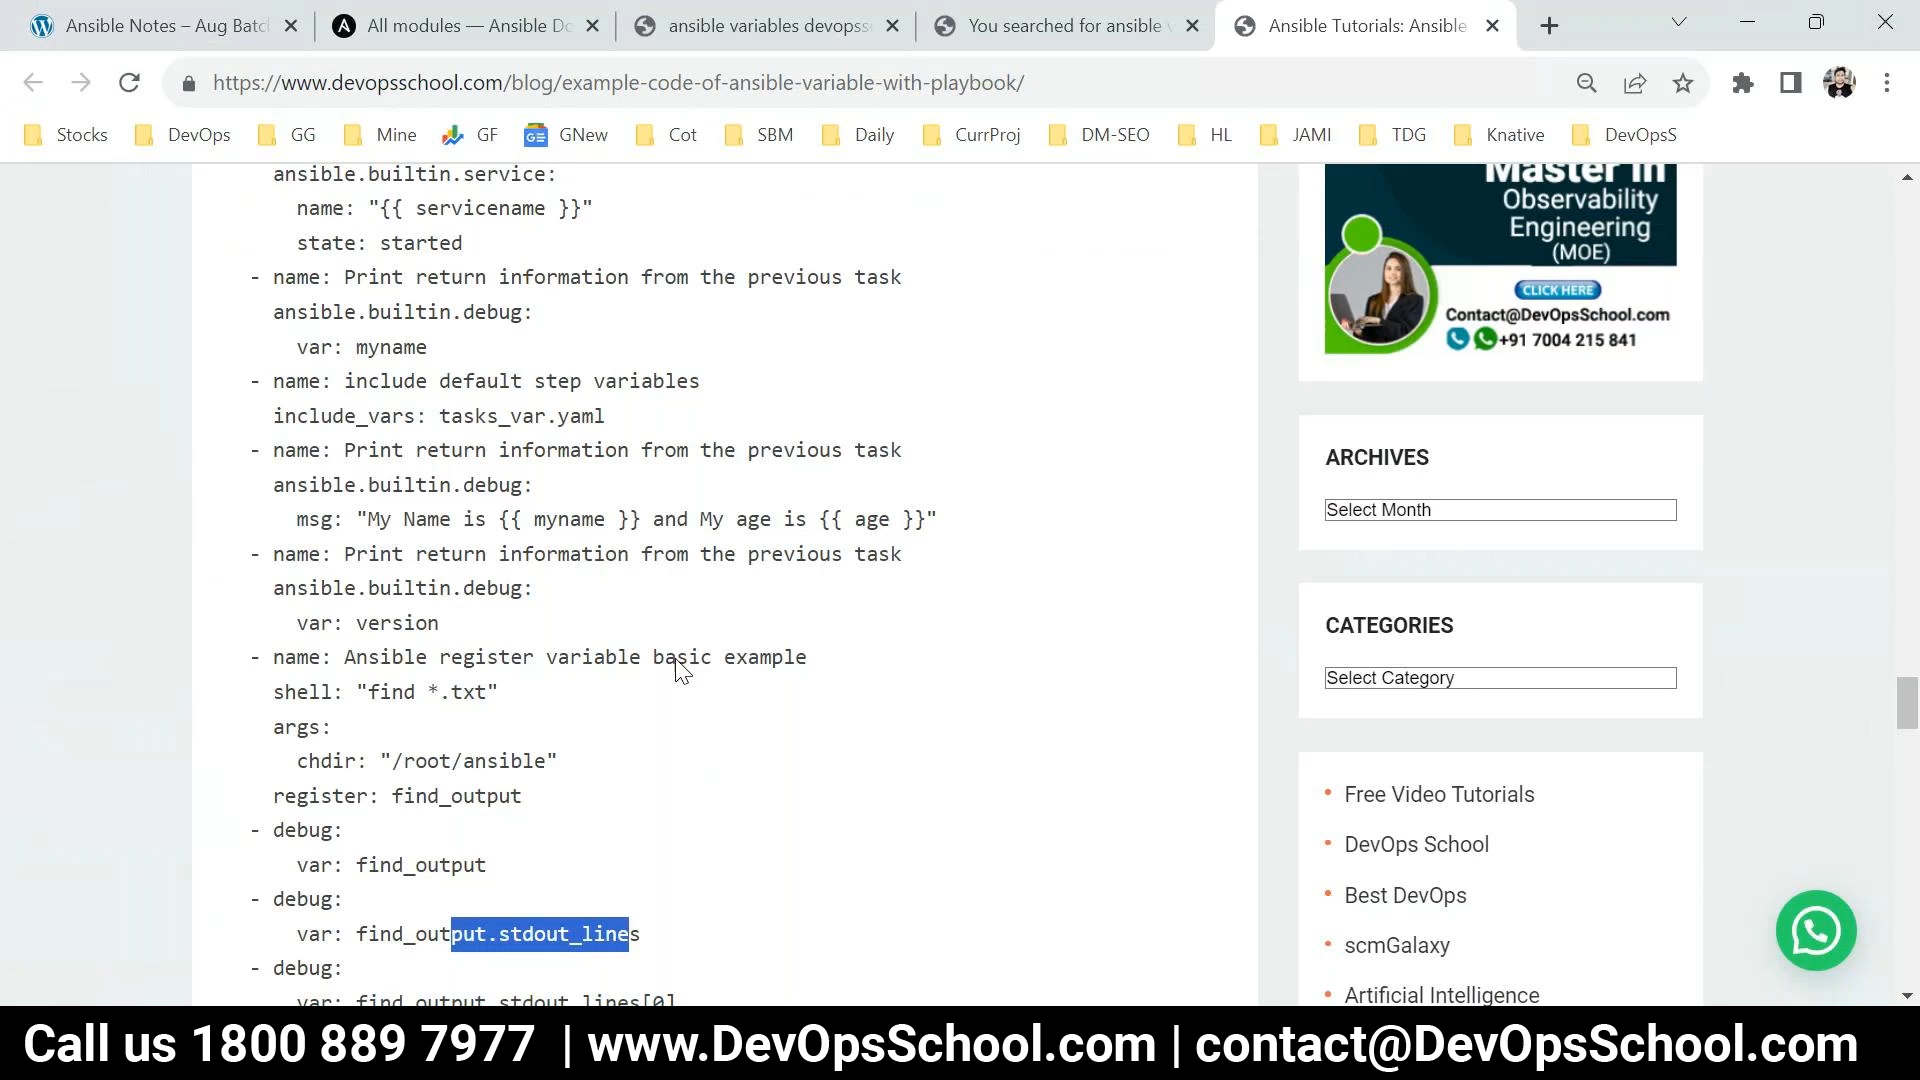 Ansible Notes – Aug Batc
All modules — Ansible Do
ansible variables devopss
You searched for ansible v
Ansible Tutorials: Ansible
https://www.devopsschool.com/blog/example-code-of-ansible-variable-with-playbook/
Stocks
DevOps
GG
Mine
GF
GNew
Cot
SBM
Daily
CurrProj
DM-SEO
HL
JAMI
TDG
Knative
DevOpsS
ansible.builtin.service:
name: "{{ servicename }}"
state: started
- name: Print return information from the previous task
ansible.builtin.debug:
var: myname
- name: include default step variables
include_vars: tasks_var.yaml
- name: Print return information from the previous task
ansible.builtin.debug:
msg: "My Name is {{ myname }} and My age is {{ age }}"
- name: Print return information from the previous task
ansible.builtin.debug:
var: version
- name: Ansible register variable basic example
shell: "find *.txt"
args:
chdir: "/root/ansible"
register: find_output
- debug:
var: find_output
- debug:
var: find_output.stdout_lines
- debug:
var: find_output.stdout_lines[0]
Master in
Observability
Engineering
(MOE)
CLICK HERE
Contact@DevOpsSchool.com
+91 7004 215 841
ARCHIVES
Select Month
CATEGORIES
Select Category
• Free Video Tutorials
• DevOps School
• Best DevOps
• scmGalaxy
• Artificial Intelligence
Call us 1800 889 7977 | www.DevOpsSchool.com | contact@DevOpsSchool.com